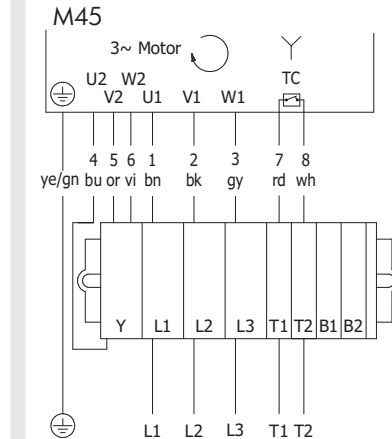 M45
3~ Motor
TC
U2 W2
V2 U1 V1 W1
4 5 6 1 2 3 7 8
ye/gn bu or vi bn bk gy rd wh
Y L1 L2 L3 T1 T2 B1 B2
L1 L2 L3 T1 T2